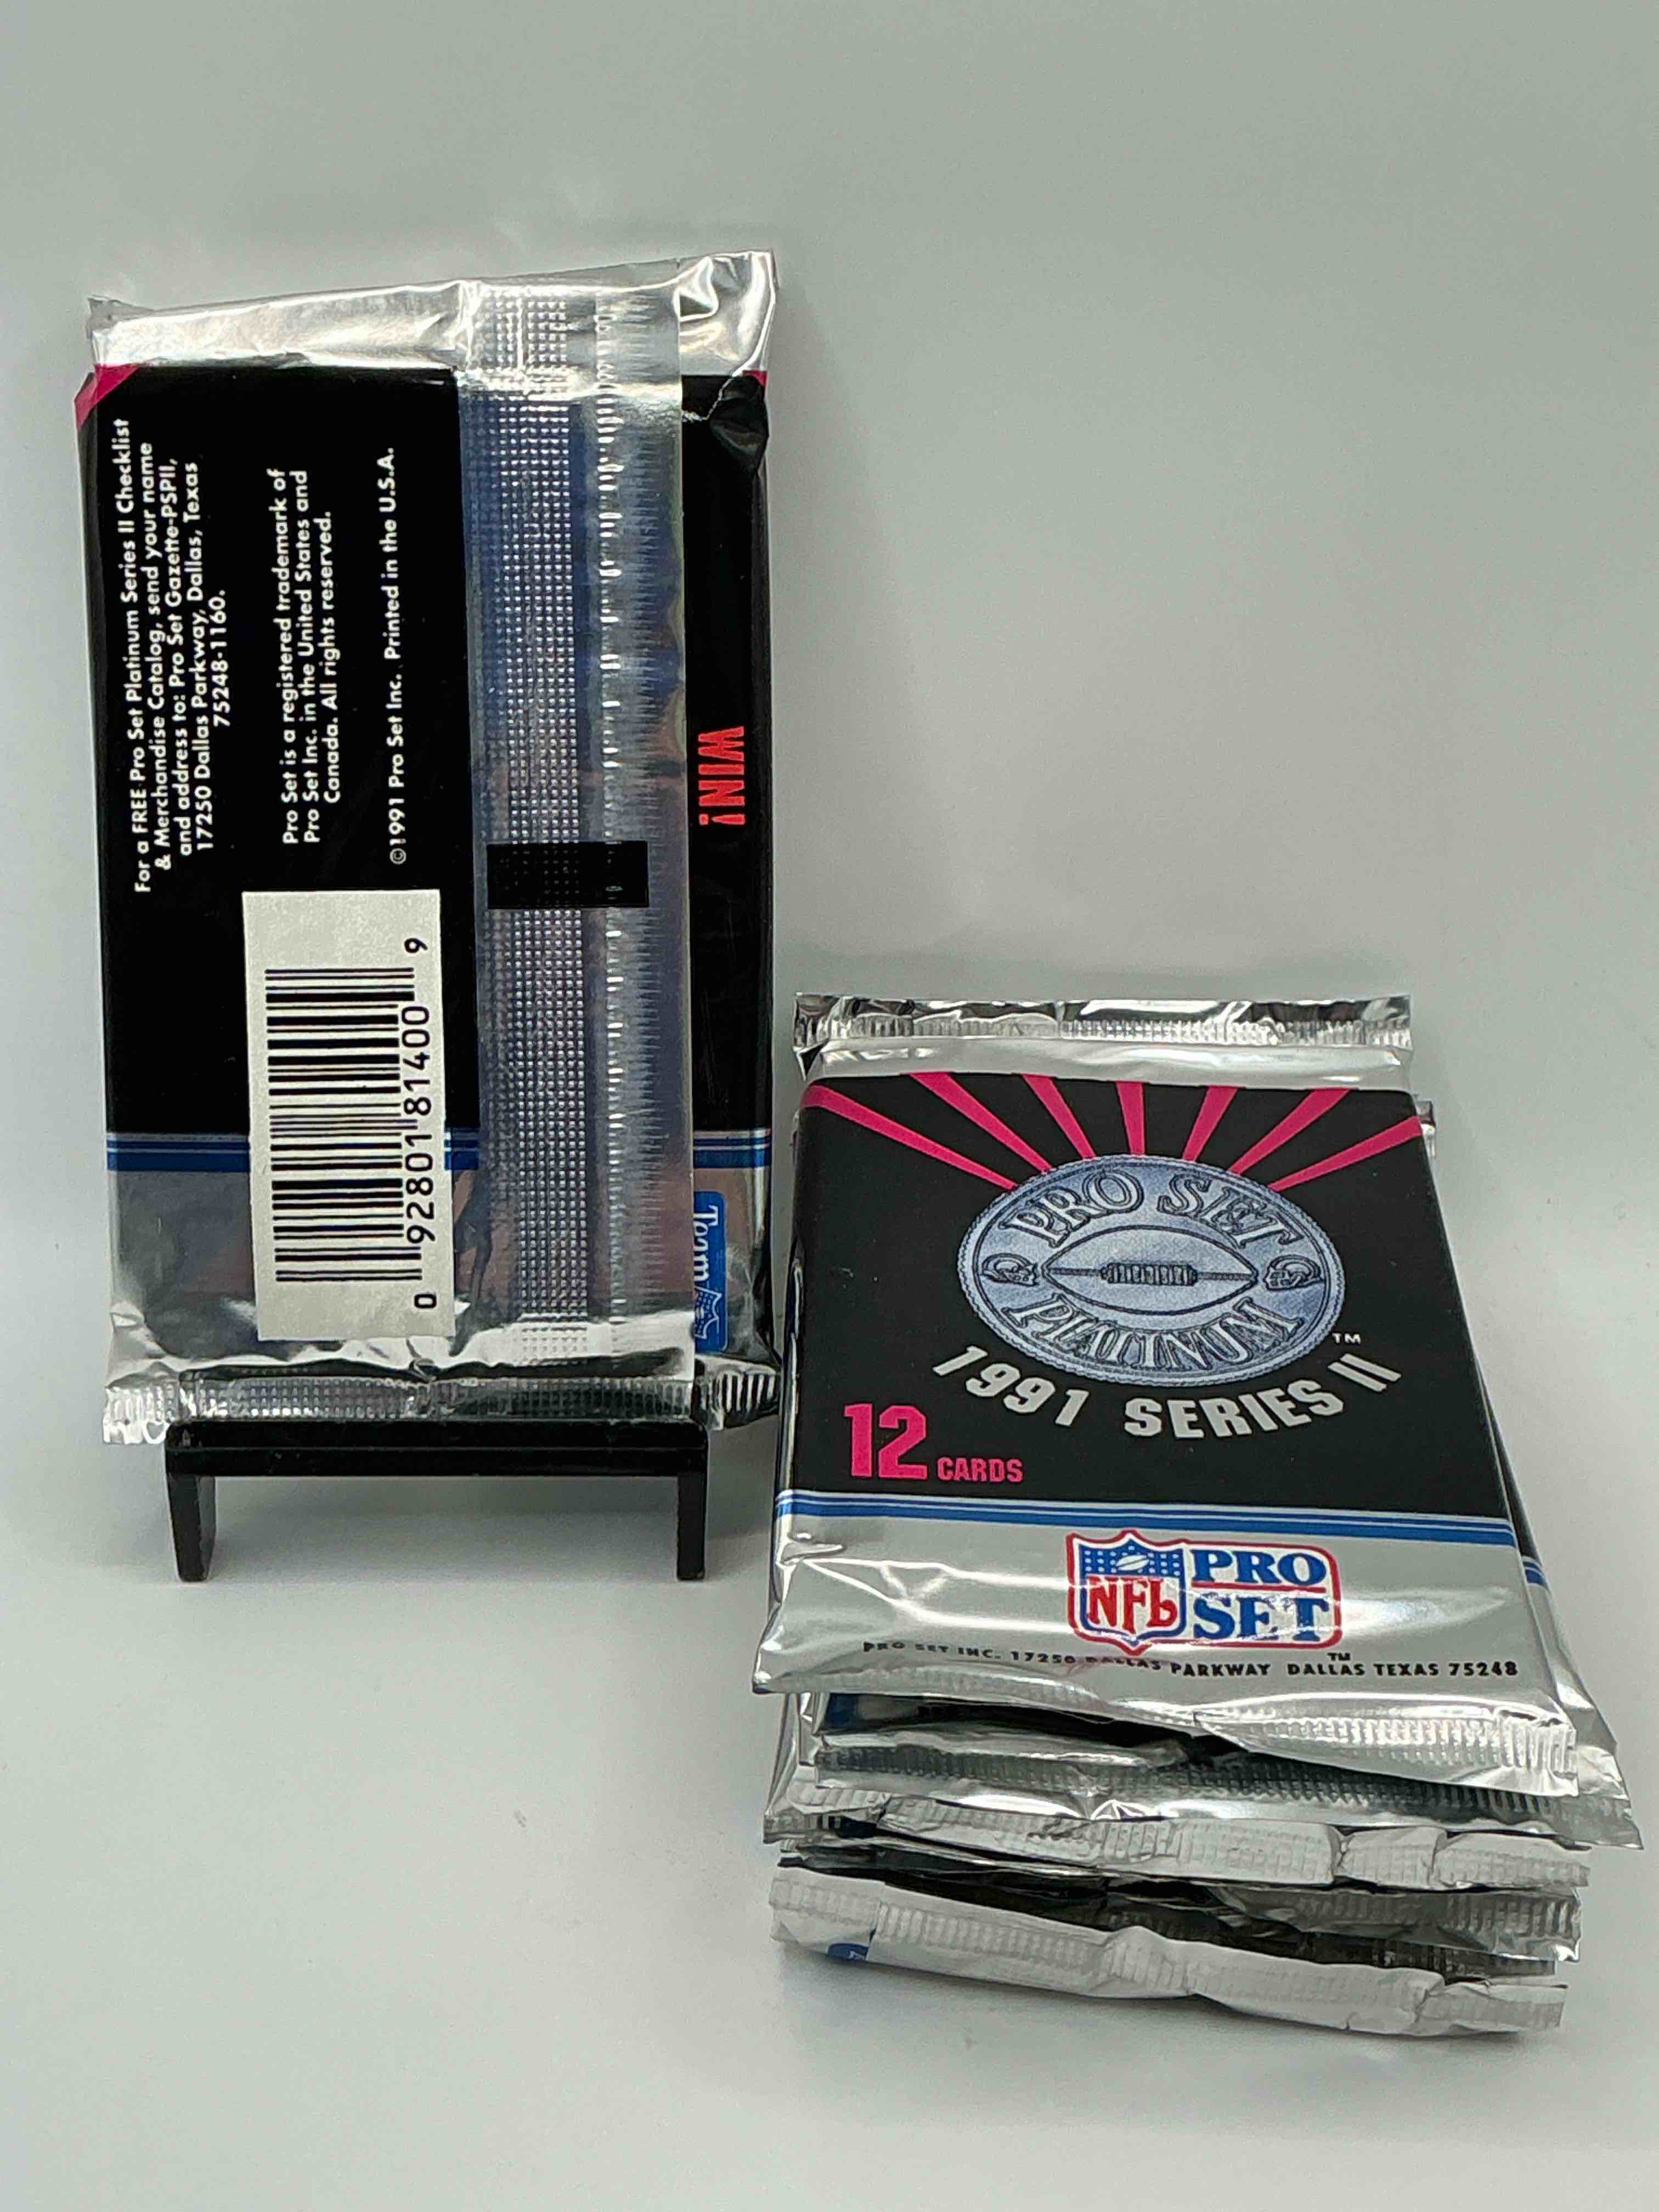 For a FREE Pro Set Platinum Series II Checklist
& Merchandise Catalog, send your name
and address to: Pro Set Gazette-PSPII,
17250 Dallas Parkway, Dallas, Texas
75248-1160.
Pro Set is a registered trademark of
Pro Set Inc. in the United States and
Canada. All rights reserved.
©1991 Pro Set Inc. Printed in the U.S.A.
0 92801 81400 9
WIN!
Team
PRO SET
PLATINUM
TM
1991 SERIES II
12 CARDS
NFL PRO
SET
TM
PRO SET INC. 17250 DALLAS PARKWAY DALLAS TEXAS 75248